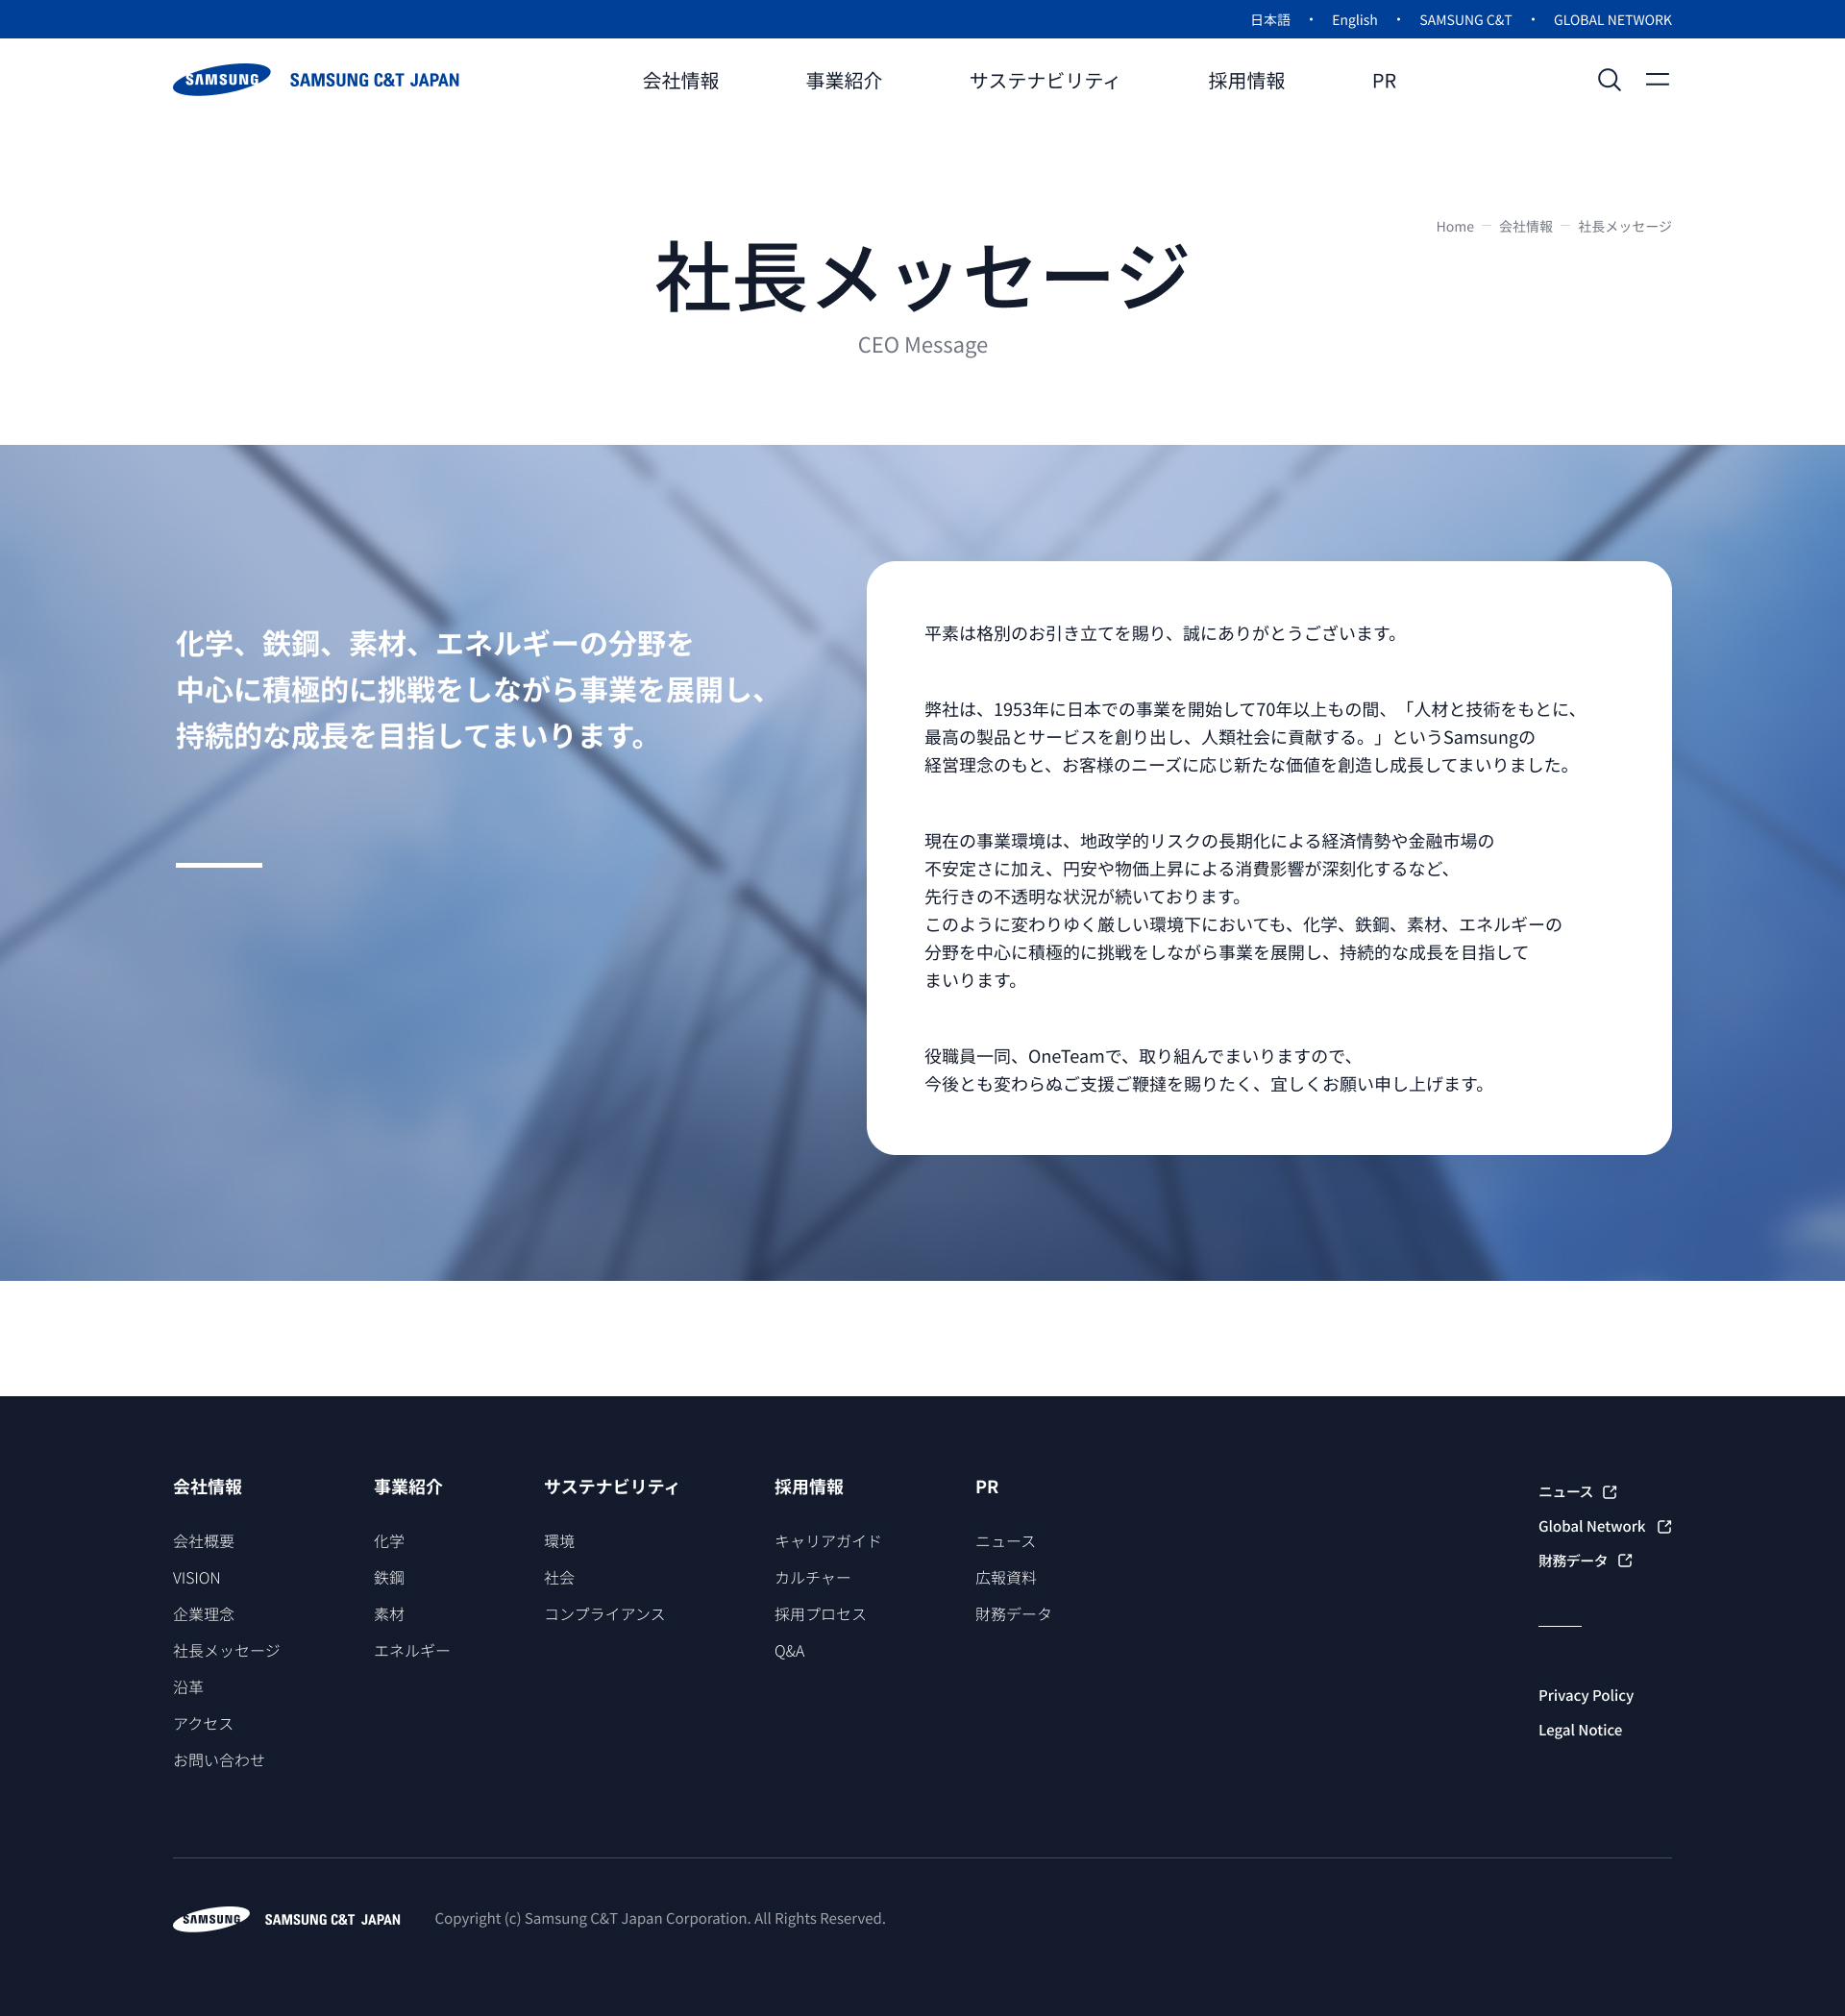 日本語 ・ English ・ SAMSUNG C&T ・ GLOBAL NETWORK
SAMSUNG SAMSUNG C&T JAPAN 会社情報 事業紹介 サステナビリティ 採用情報 PR
Home — 会社情報 — 社長メッセージ
社長メッセージ
CEO Message
化学、鉄鋼、素材、エネルギーの分野を
中心に積極的に挑戦をしながら事業を展開し、
持続的な成長を目指してまいります。
平素は格別のお引き立てを賜り、誠にありがとうございます。
弊社は、1953年に日本での事業を開始して70年以上もの間、「人材と技術をもとに、
最高の製品とサービスを創り出し、人類社会に貢献する。」というSamsungの
経営理念のもと、お客様のニーズに応じ新たな価値を創造し成長してまいりました。
現在の事業環境は、地政学的リスクの長期化による経済情勢や金融市場の
不安定さに加え、円安や物価上昇による消費影響が深刻化するなど、
先行きの不透明な状況が続いております。
このように変わりゆく厳しい環境下においても、化学、鉄鋼、素材、エネルギーの
分野を中心に積極的に挑戦をしながら事業を展開し、持続的な成長を目指して
まいります。
役職員一同、OneTeamで、取り組んでまいりますので、
今後とも変わらぬご支援ご鞭撻を賜りたく、宜しくお願い申し上げます。
会社情報
会社概要
VISION
企業理念
社長メッセージ
沿革
アクセス
お問い合わせ
事業紹介
化学
鉄鋼
素材
エネルギー
サステナビリティ
環境
社会
コンプライアンス
採用情報
キャリアガイド
カルチャー
採用プロセス
Q&A
PR
ニュース
広報資料
財務データ
ニュース
Global Network
財務データ
Privacy Policy
Legal Notice
SAMSUNG SAMSUNG C&T JAPAN Copyright (c) Samsung C&T Japan Corporation. All Rights Reserved.